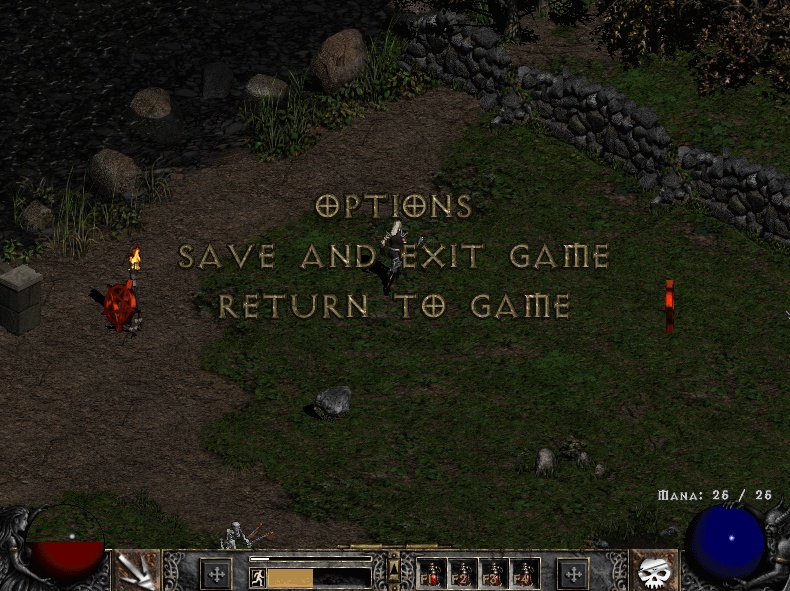 OPTIONS
SAVE AND EXIT GAME
RETURN TO GAME
MANA: 26 / 26
F1 F2 F3 F4